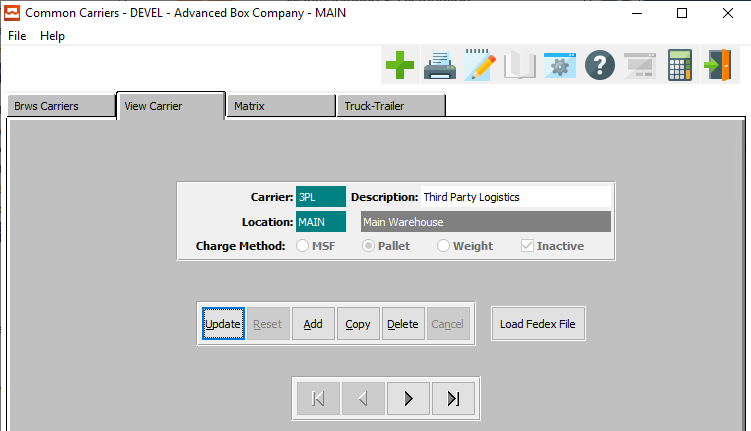 Common Carriers - DEVEL - Advanced Box Company - MAIN
File Help
Brws Carriers View Carrier Matrix Truck-Trailer
Carrier: 3PL Description: Third Party Logistics
Location: MAIN Main Warehouse
Charge Method: MSF Pallet Weight Inactive
Update Reset Add Copy Delete Cancel Load Fedex File